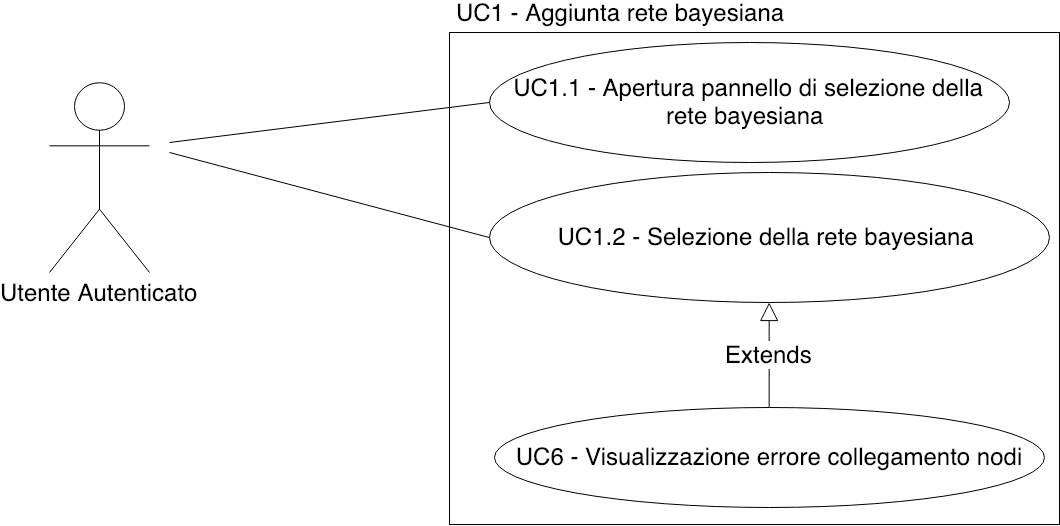 UC1 - Aggiunta rete bayesiana
UC1.1 - Apertura pannello di selezione della
rete bayesiana
UC1.2 - Selezione della rete bayesiana
Utente Autenticato
Extends
UC6 - Visualizzazione errore collegamento nodi